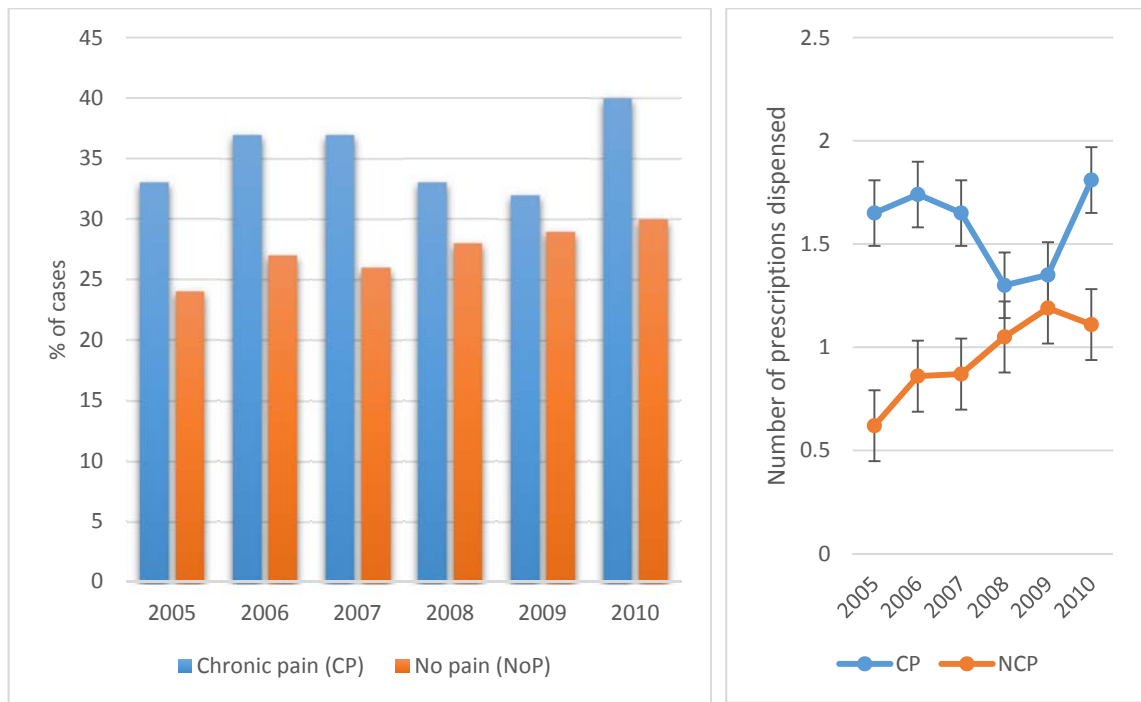 45
40
35
30
25
20
15
10
5
0
% of cases
2005 2006 2007 2008 2009 2010
Chronic pain (CP) No pain (NoP)
2.5
2
1.5
1
0.5
0
Number of prescriptions dispensed
2005 2006 2007 2008 2009 2010
CP NCP